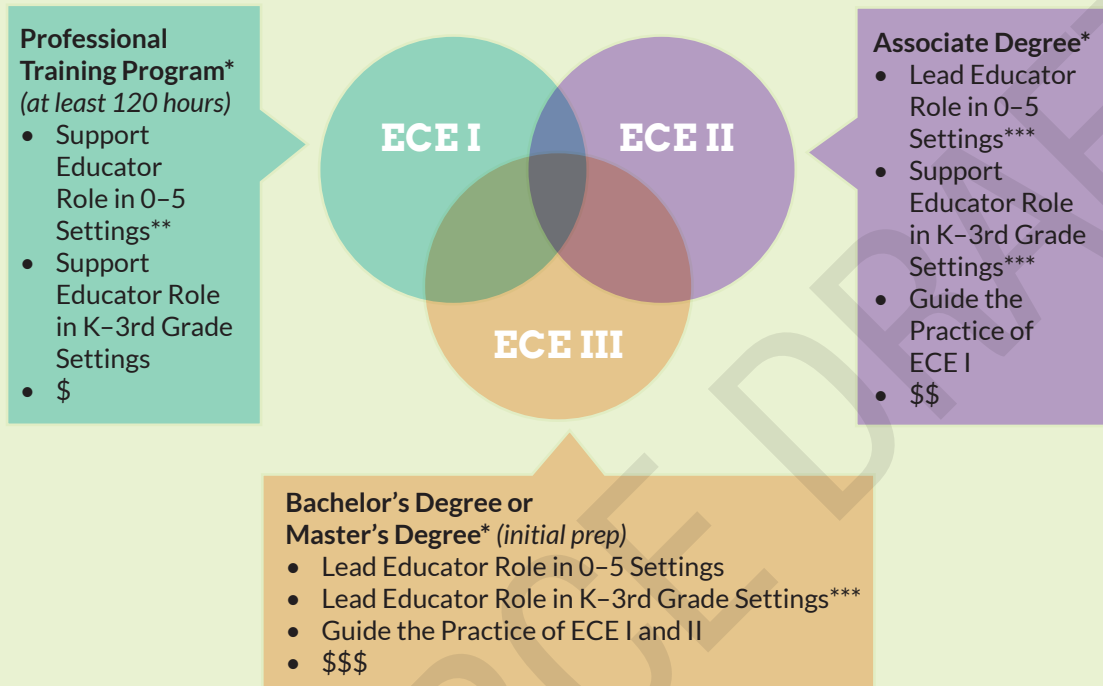 Professional
Training Program*
(at least 120 hours)
• Support
Educator
Role in 0–5
Settings**
• Support
Educator Role
in K–3rd Grade
Settings
• $
ECE I
ECE II
ECE III
Associate Degree*
• Lead Educator
Role in 0–5
Settings***
• Support
Educator Role
in K–3rd Grade
Settings***
• Guide the
Practice of
ECE I
• $$
Bachelor's Degree or
Master's Degree* (initial prep)
• Lead Educator Role in 0–5 Settings
• Lead Educator Role in K–3rd Grade Settings***
• Guide the Practice of ECE I and II
• $$$